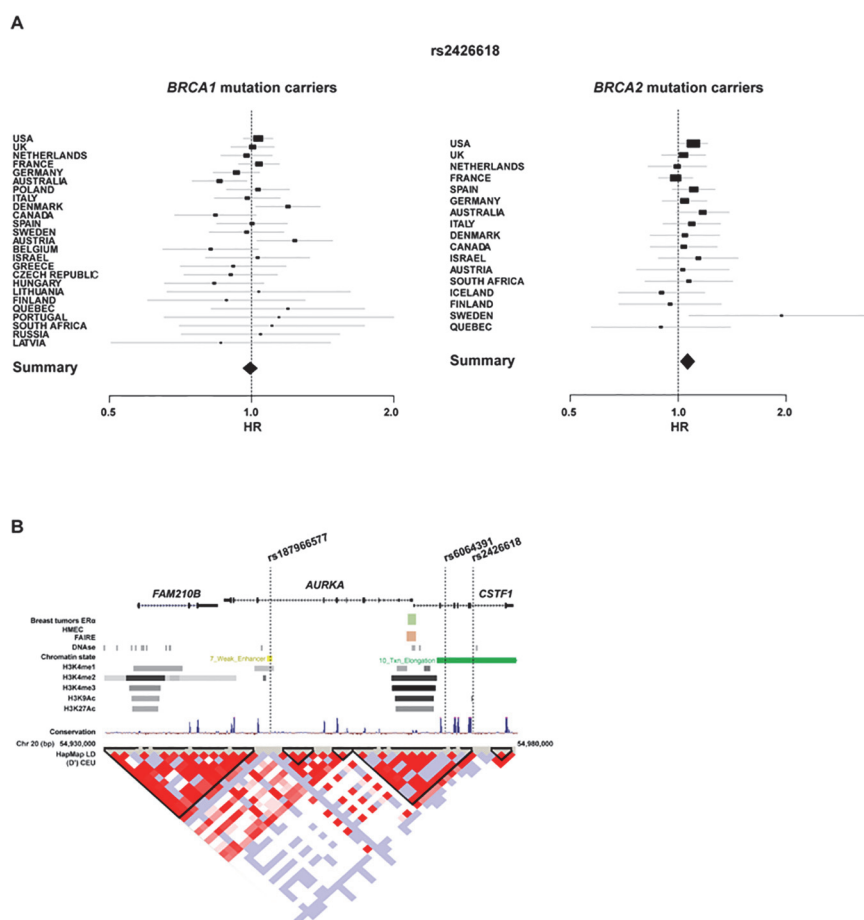 A
rs2426618
BRCA1 mutation carriers
USA
UK
NETHERLANDS
FRANCE
GERMANY
AUSTRALIA
POLAND
ITALY
DENMARK
CANADA
SPAIN
SWEDEN
AUSTRIA
BELGIUM
ISRAEL
GREECE
CZECH REPUBLIC
HUNGARY
LITHUANIA
FINLAND
QUEBEC
PORTUGAL
SOUTH AFRICA
RUSSIA
LATVIA
Summary
0.5 1.0 2.0
HR
BRCA2 mutation carriers
USA
UK
NETHERLANDS
FRANCE
SPAIN
GERMANY
AUSTRALIA
ITALY
DENMARK
CANADA
ISRAEL
AUSTRIA
SOUTH AFRICA
ICELAND
FINLAND
SWEDEN
QUEBEC
Summary
0.5 1.0 2.0
HR
B
rs187966577
rs6064391
rs2426618
FAM210B
AURKA
CSTF1
Breast tumors ERα
HMEC
FAIRE
DNAse
Chromatin state 7_Weak_Enhancer 10_Txn_Elongation
H3K4me1
H3K4me2
H3K4me3
H3K9Ac
H3K27Ac
Conservation
Chr 20 (bp) 54,930,000 54,980,000
HapMap LD
(D') CEU